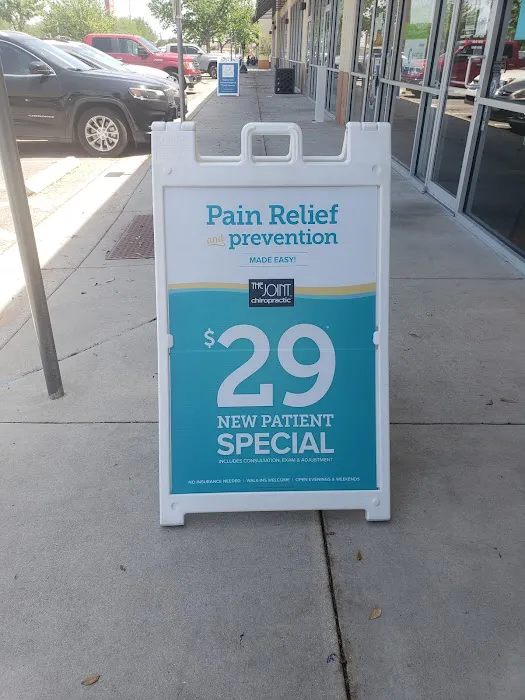 Pain Relief
and prevention
MADE EASY!
THE JOINT
chiropractic
$29*
NEW PATIENT
SPECIAL
INCLUDES CONSULTATION, EXAM & ADJUSTMENT
NO INSURANCE NEEDED | WALK-INS WELCOME | OPEN EVENINGS & WEEKENDS